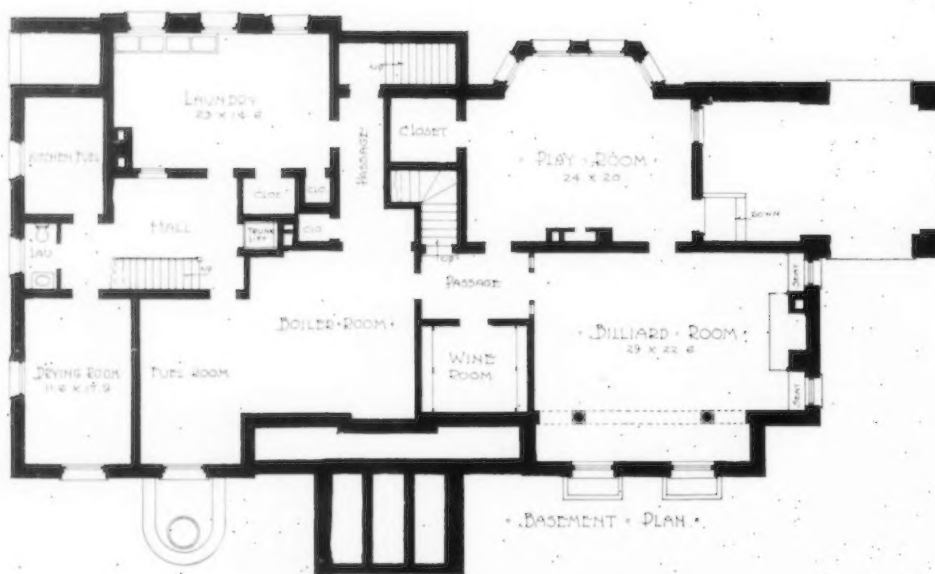 UP
LAUNDRY
23 X 14·6
CLOSET
PASSAGE
· PLAY · ROOM ·
24 X 20
KITCHEN FUEL
CLOS
CLO
HALL
TRUNK
LIFT
CLO
DOWN
LAV
UP
UP
PASSAGE
SEAT
BOILER · ROOM ·
· BILLIARD · ROOM ·
29 X 22·6
DRYING ROOM
11·6 X 17·9
FUEL ROOM
WINE
ROOM
SEAT
· BASEMENT · PLAN ·